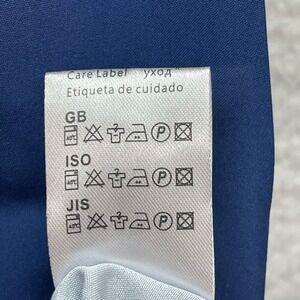 Care Label "уход"
Etiqueta de cuidado
GB
P
ISO
P
JIS
P